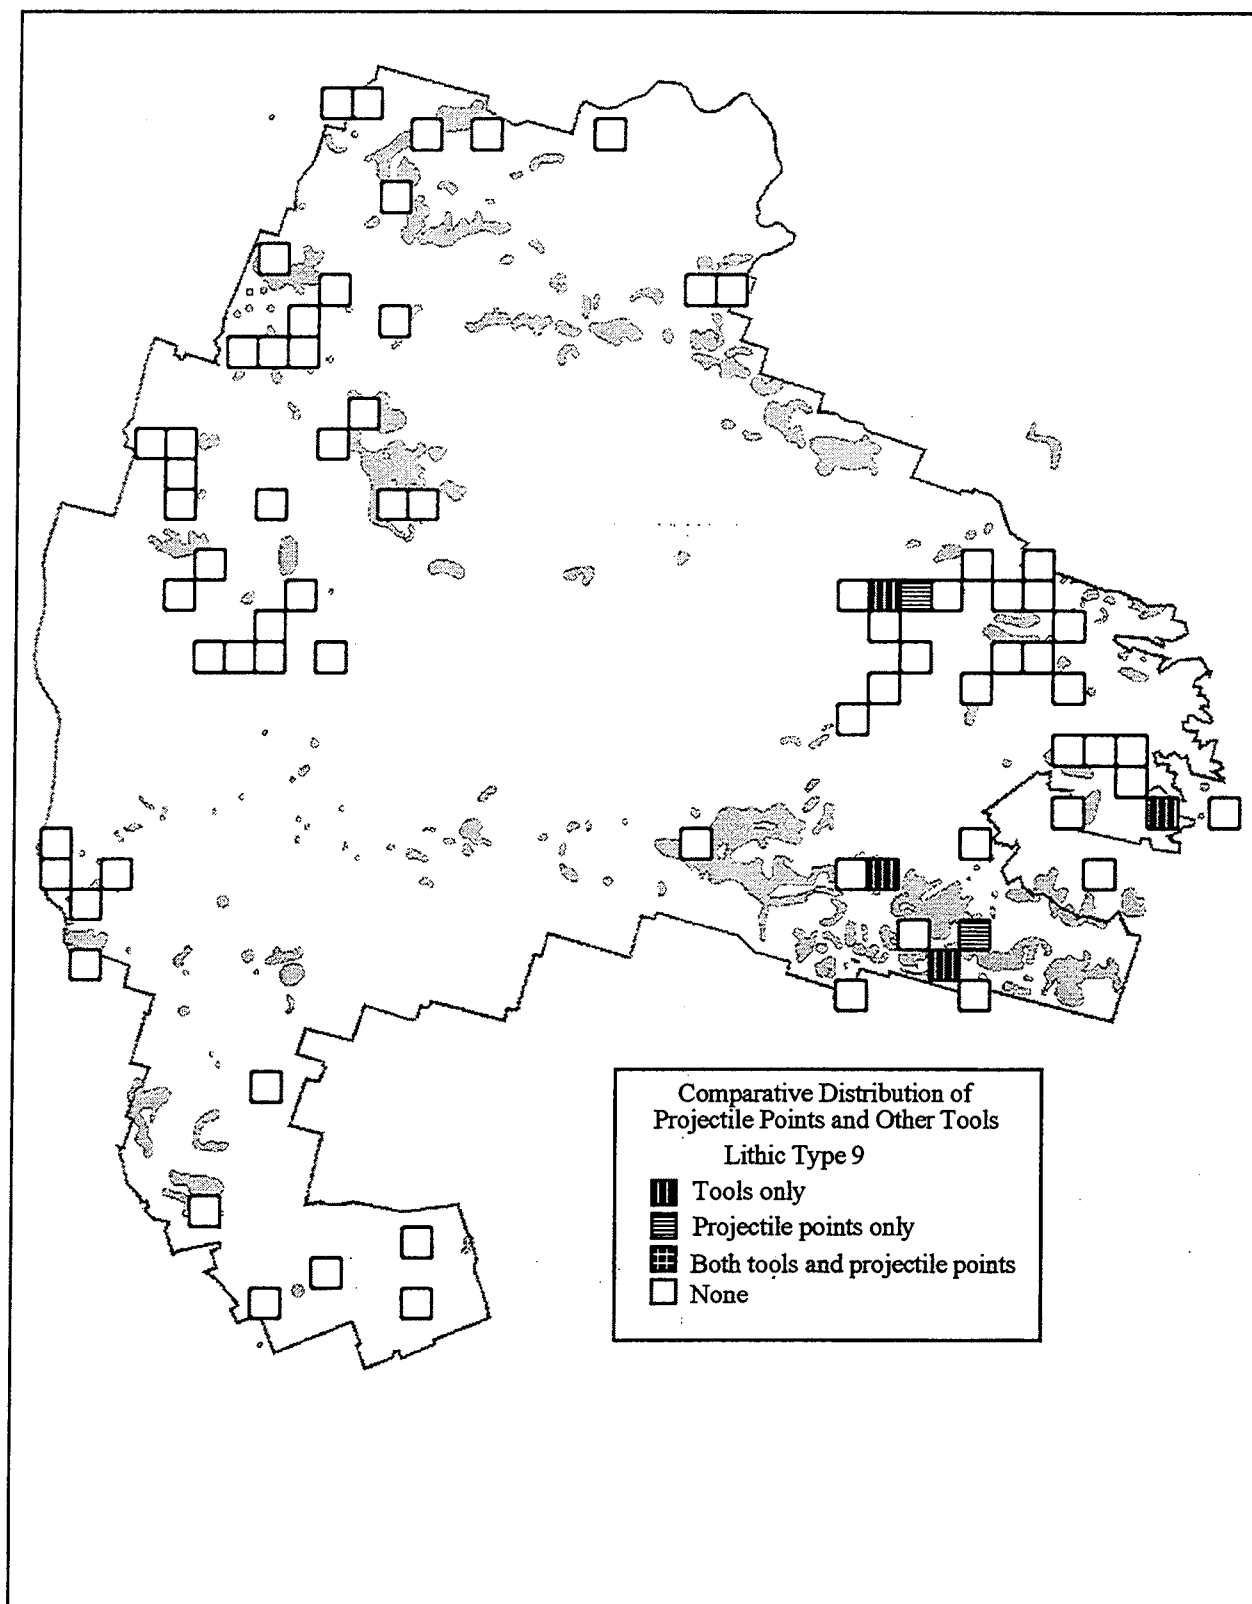 Comparative Distribution of
Projectile Points and Other Tools
Lithic Type 9
Tools only
Projectile points only
Both tools and projectile points
None